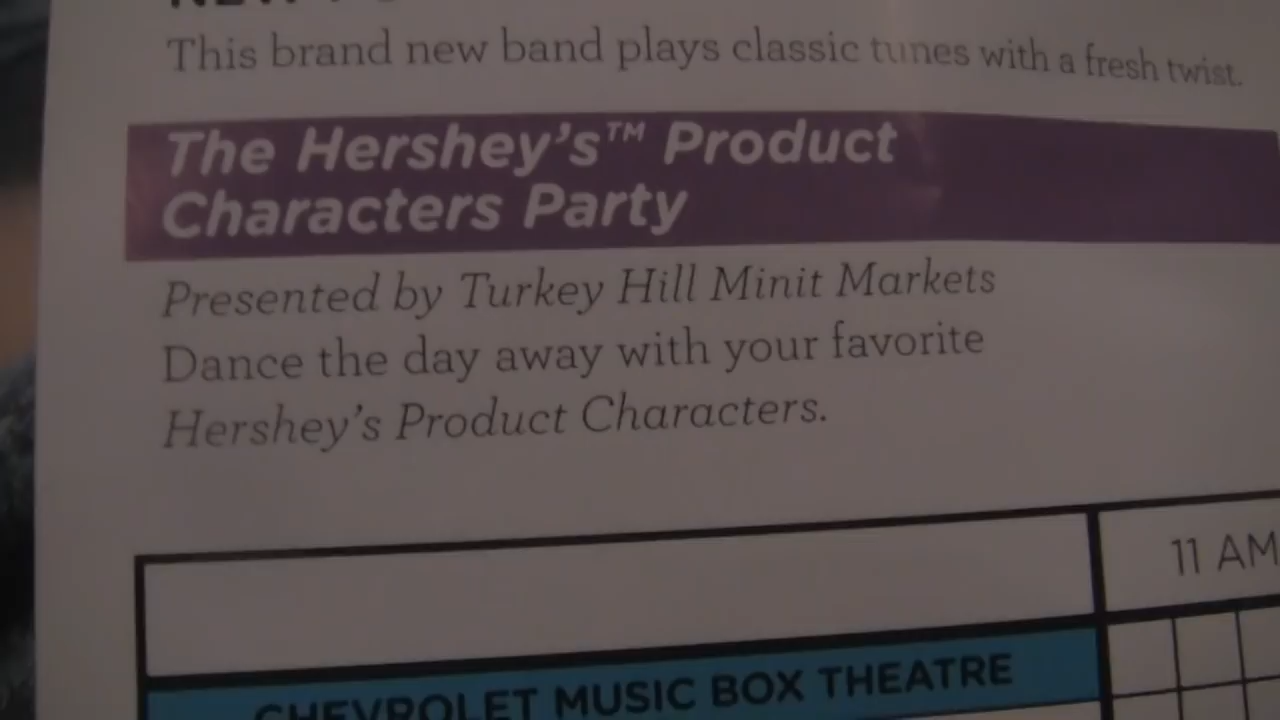 This brand new band plays classic tunes with a fresh twist.
The Hershey's™ Product
Characters Party
Presented by Turkey Hill Minit Markets
Dance the day away with your favorite
Hershey's Product Characters.
11 AM
CHEVROLET MUSIC BOX THEATRE